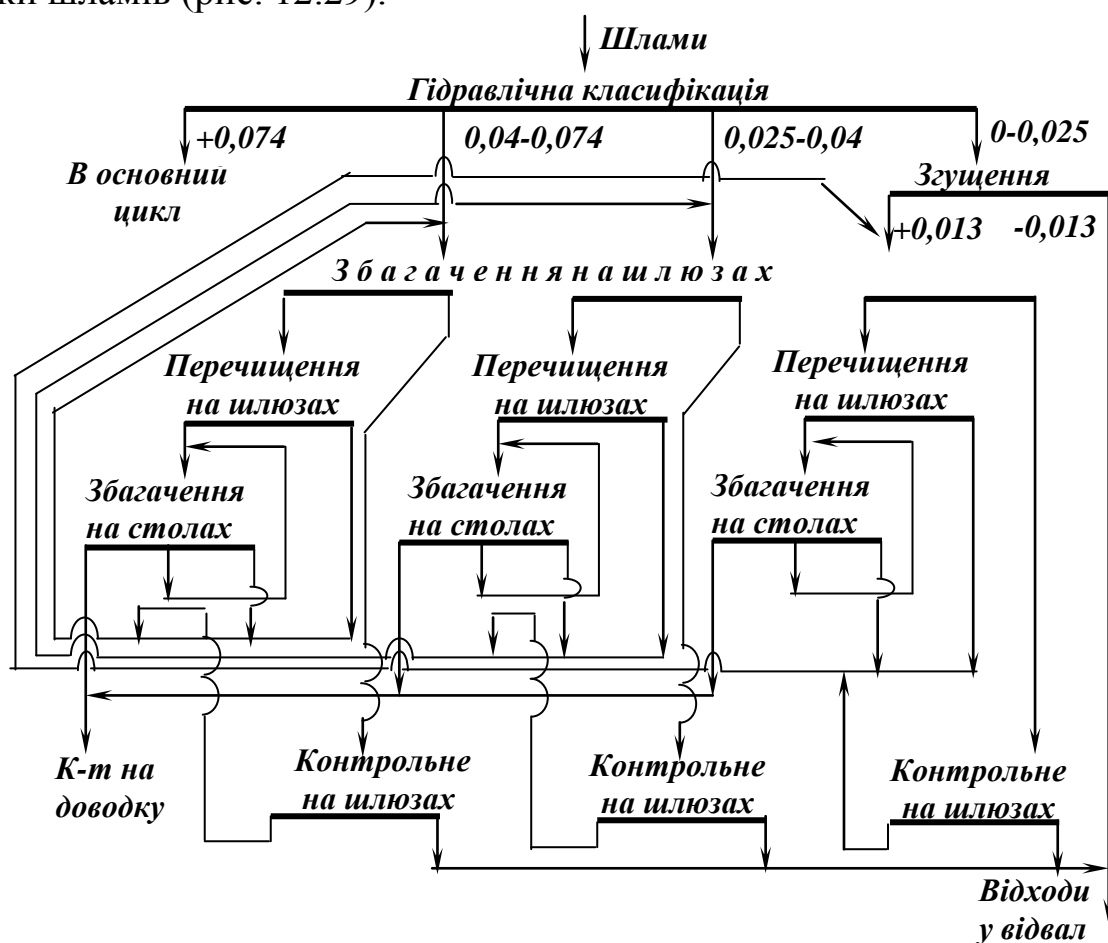 ки шламів (рис. 12.29).
Шлами
Гідравлічна класифікація
+0,074
0,04-0,074
0,025-0,04
0-0,025
В основний
цикл
Згущення
+0,013
-0,013
З б а г а ч е н н я н а ш л ю з а х
Перечищення
на шлюзах
Перечищення
на шлюзах
Перечищення
на шлюзах
Збагачення
на столах
Збагачення
на столах
Збагачення
на столах
К-т на
доводку
Контрольне
на шлюзах
Контрольне
на шлюзах
Контрольне
на шлюзах
Відходи
у відвал